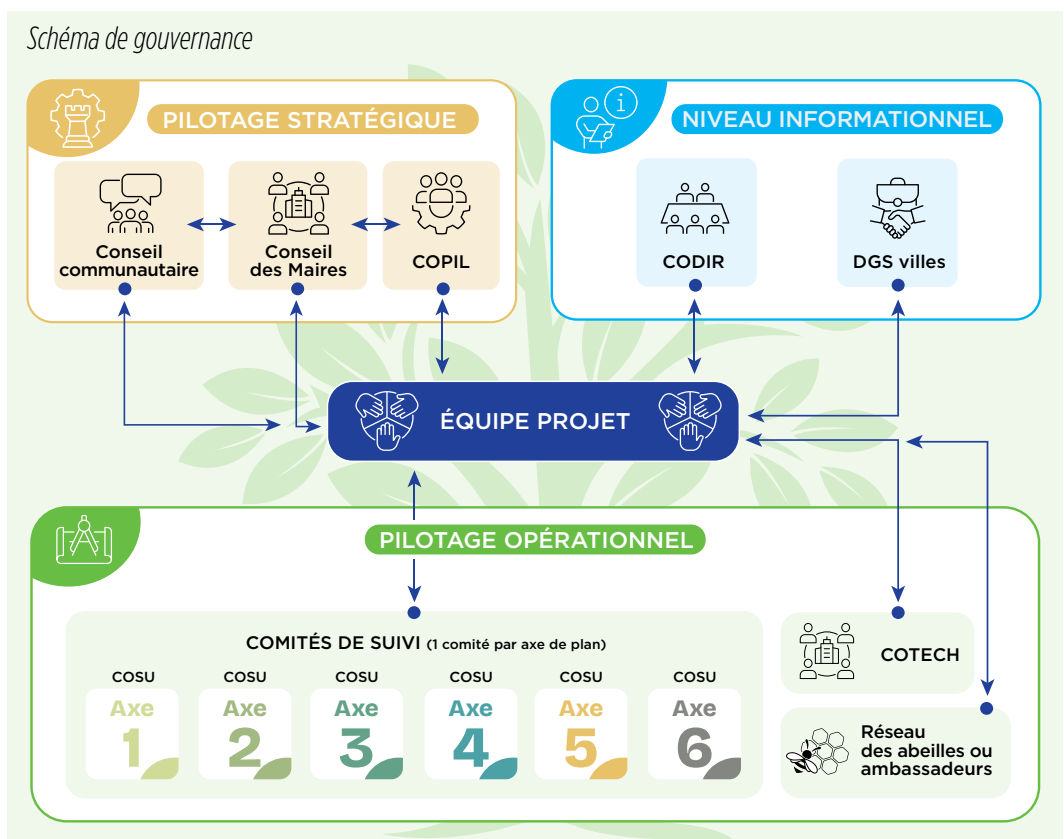 Schéma de gouvernance
PILOTAGE STRATÉGIQUE
Conseil
communautaire
Conseil
des Maires
COPIL
NIVEAU INFORMATIONNEL
i
CODIR
DGS villes
ÉQUIPE PROJET
PILOTAGE OPÉRATIONNEL
COMITÉS DE SUIVI (1 comité par axe de plan)
COSU
Axe
1
COSU
Axe
2
COSU
Axe
3
COSU
Axe
4
COSU
Axe
5
COSU
Axe
6
COTECH
Réseau
des abeilles ou
ambassadeurs